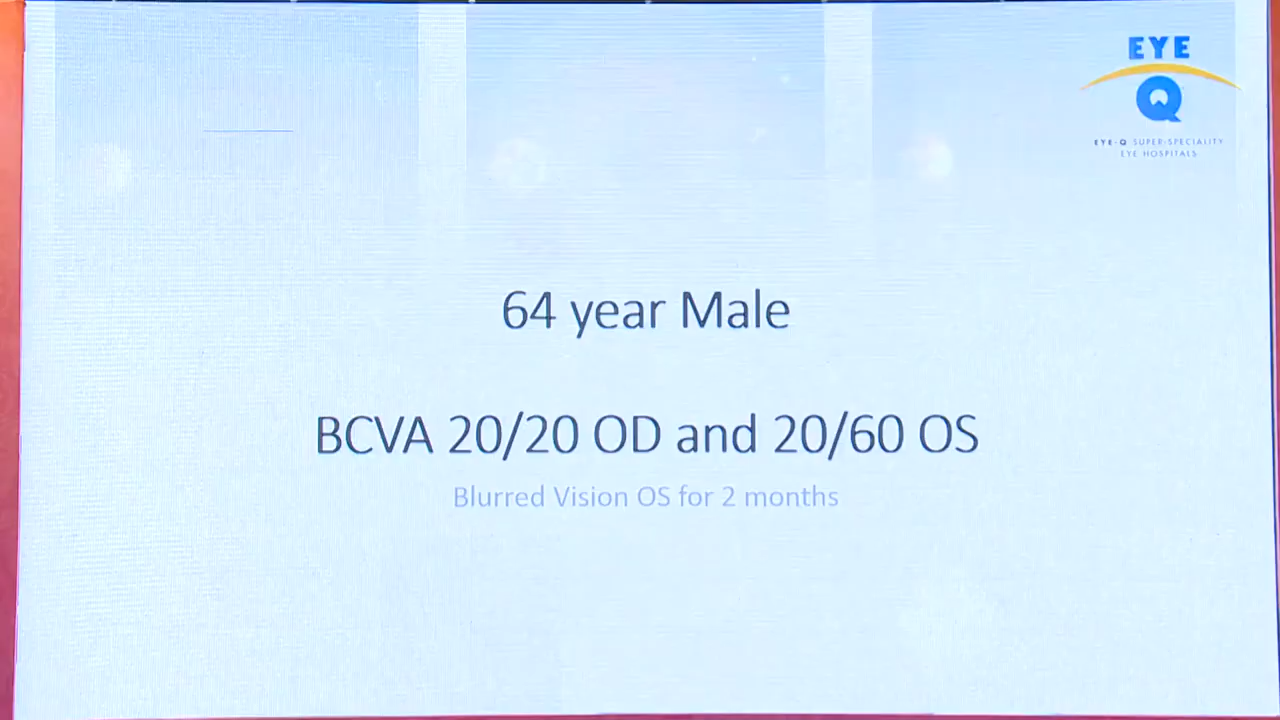 EYE
Q
EYE-Q SUPER-SPECIALITY
EYE HOSPITALS
64 year Male
BCVA 20/20 OD and 20/60 OS
Blurred Vision OS for 2 months